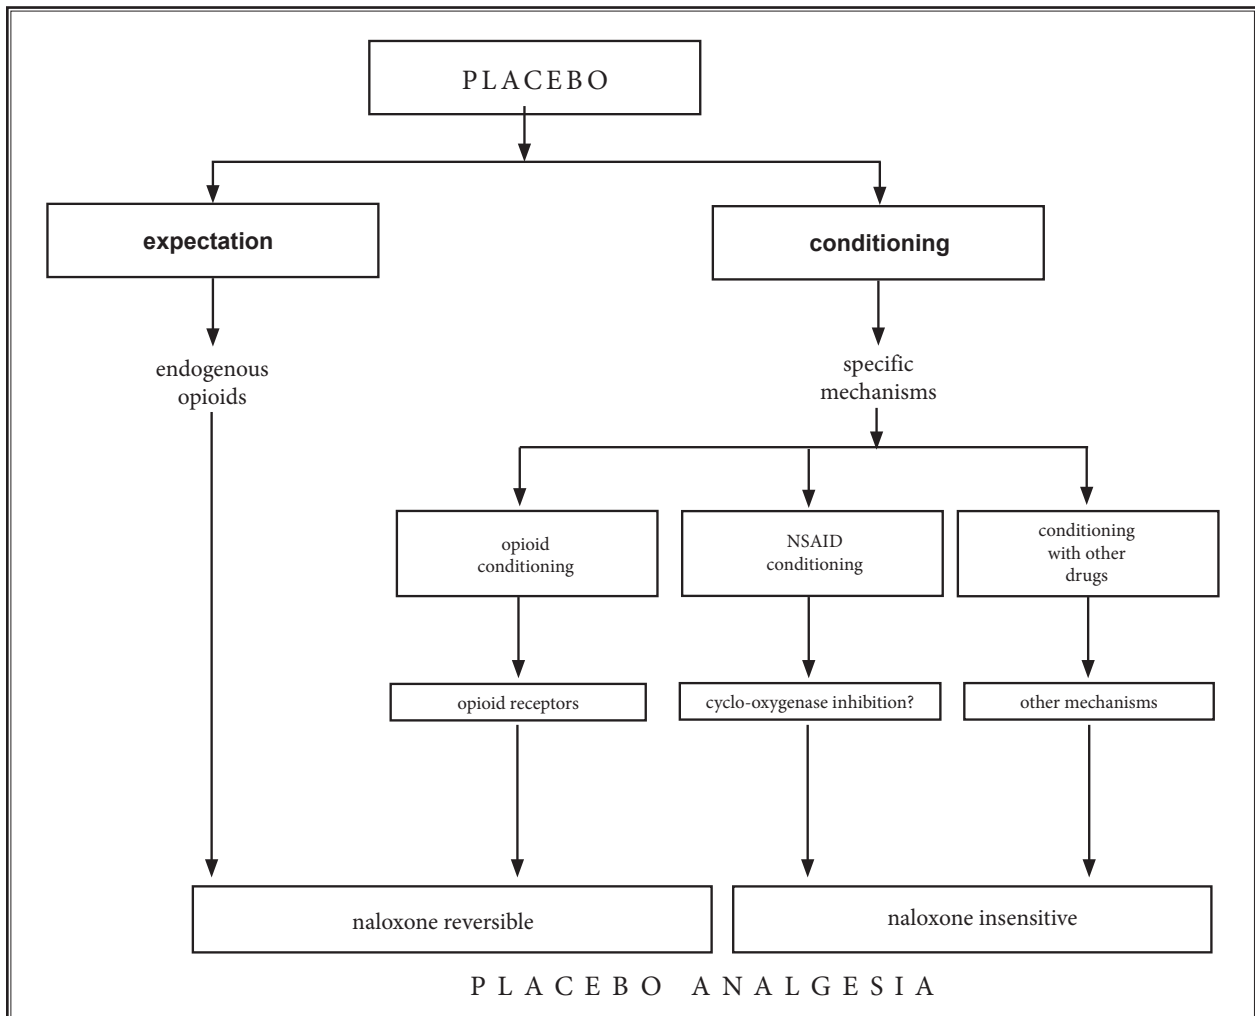 PLACEBO
expectation
conditioning
endogenous
opioids
specific
mechanisms
opioid
conditioning
NSAID
conditioning
conditioning
with other
drugs
opioid receptors
cyclo-oxygenase inhibition?
other mechanisms
naloxone reversible
naloxone insensitive
PLACEBO ANALGESIA